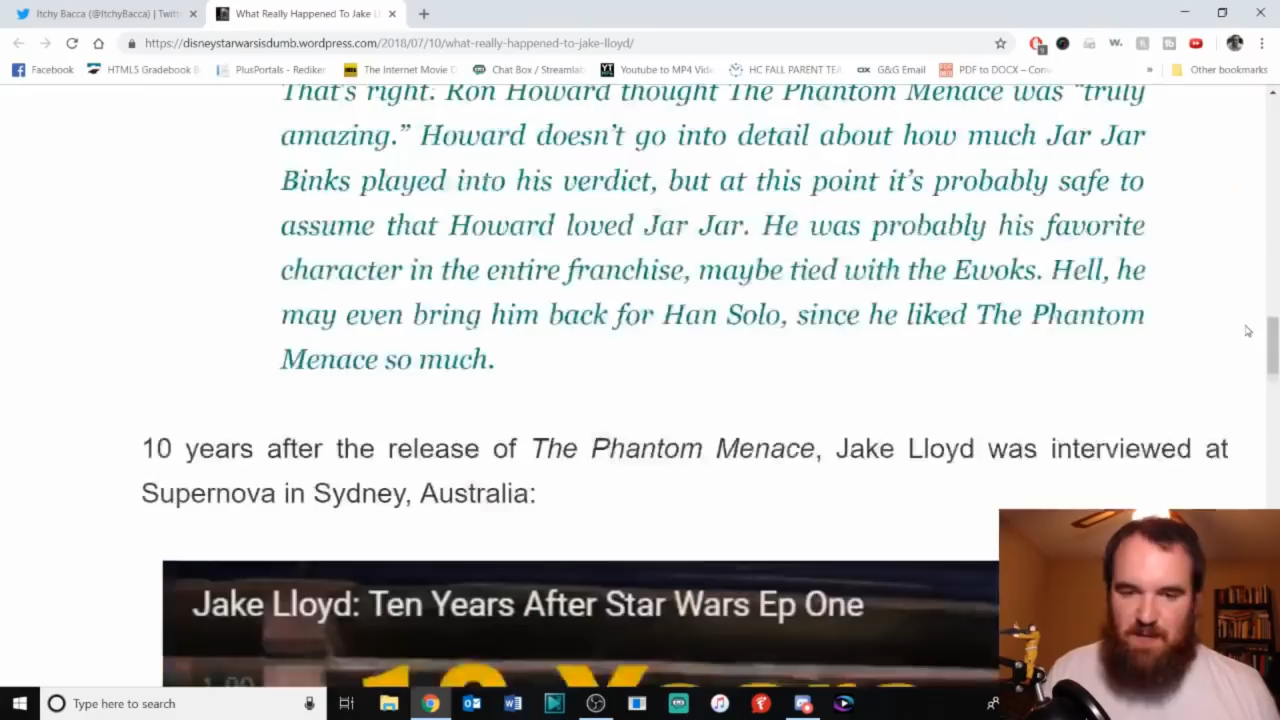 Itchy Bacca (@ItchyBacca) | Twitt
What Really Happened To Jake Ll
https://disneystarwarsisdumb.wordpress.com/2018/07/10/what-really-happened-to-jake-lloyd/
Facebook
HTML5 Gradebook
PlusPortals - Rediker
The Internet Movie D
Chat Box / Streamlab
Youtube to MP4 Vide
HC FALL PARENT TEA
G&G Email
PDF to DOCX – Conv
»
Other bookmarks
That's right. Ron Howard thought The Phantom Menace was "truly
amazing." Howard doesn't go into detail about how much Jar Jar
Binks played into his verdict, but at this point it's probably safe to
assume that Howard loved Jar Jar. He was probably his favorite
character in the entire franchise, maybe tied with the Ewoks. Hell, he
may even bring him back for Han Solo, since he liked The Phantom
Menace so much.
10 years after the release of The Phantom Menace, Jake Lloyd was interviewed at
Supernova in Sydney, Australia:
Jake Lloyd: Ten Years After Star Wars Ep One
Type here to search